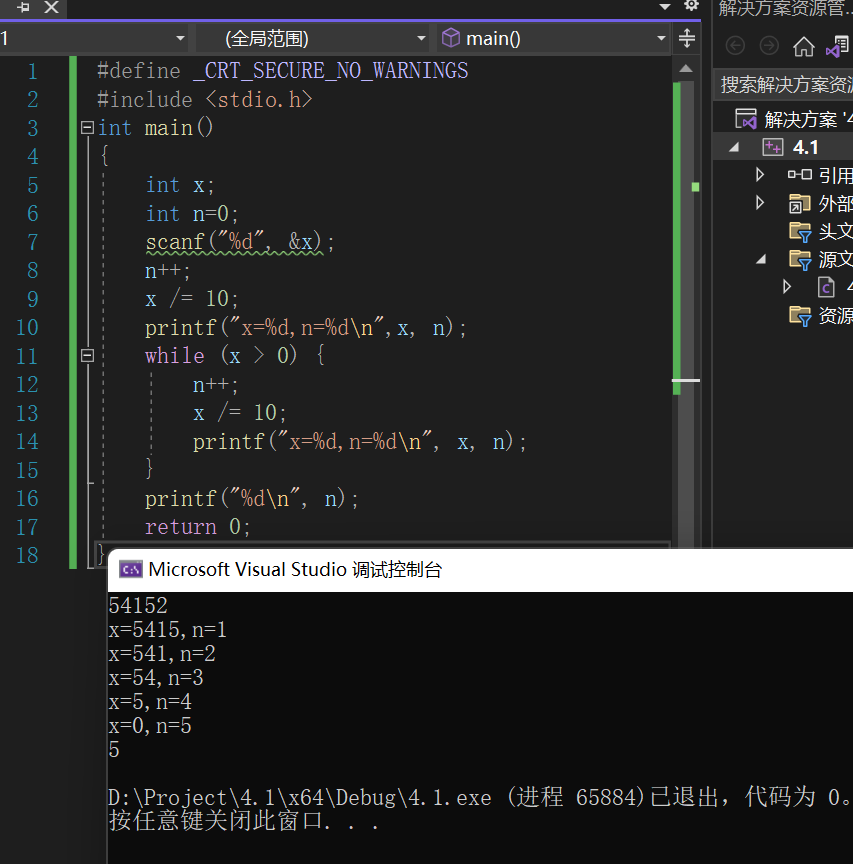 1
(全局范围)
main()
解决方案资源管...
搜索解决方案资源
解决方案 '4
4.1
引用
外部
头文
源文
4
资源
1 #define _CRT_SECURE_NO_WARNINGS
2 #include <stdio.h>
3 int main()
4 {
5 int x;
6 int n=0;
7 scanf("%d", &x);
8 n++;
9 x /= 10;
10 printf("x=%d,n=%d\n",x, n);
11 while (x > 0) {
12 n++;
13 x /= 10;
14 printf("x=%d,n=%d\n", x, n);
15 }
16 printf("%d\n", n);
17 return 0;
18 }
Microsoft Visual Studio 调试控制台
54152
x=5415,n=1
x=541,n=2
x=54,n=3
x=5,n=4
x=0,n=5
5
D:\Project\4.1\x64\Debug\4.1.exe (进程 65884)已退出，代码为 0。
按任意键关闭此窗口. . .